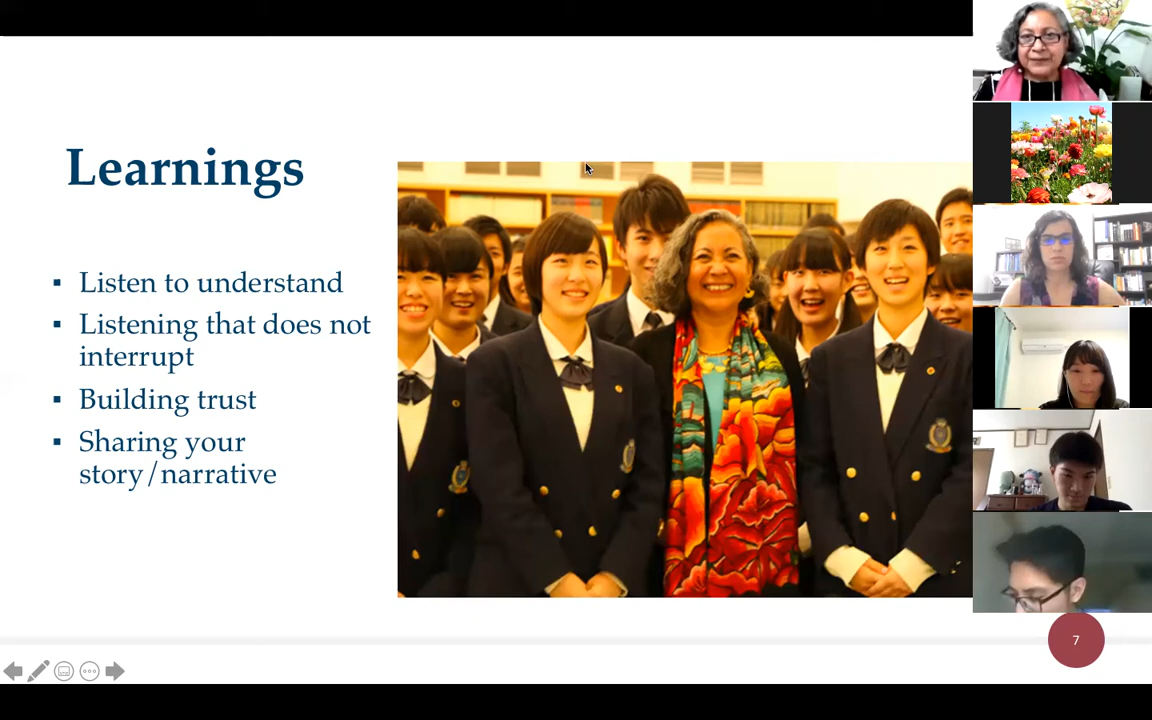 Learnings
▪ Listen to understand
▪ Listening that does not
interrupt
▪ Building trust
▪ Sharing your
story/narrative
7